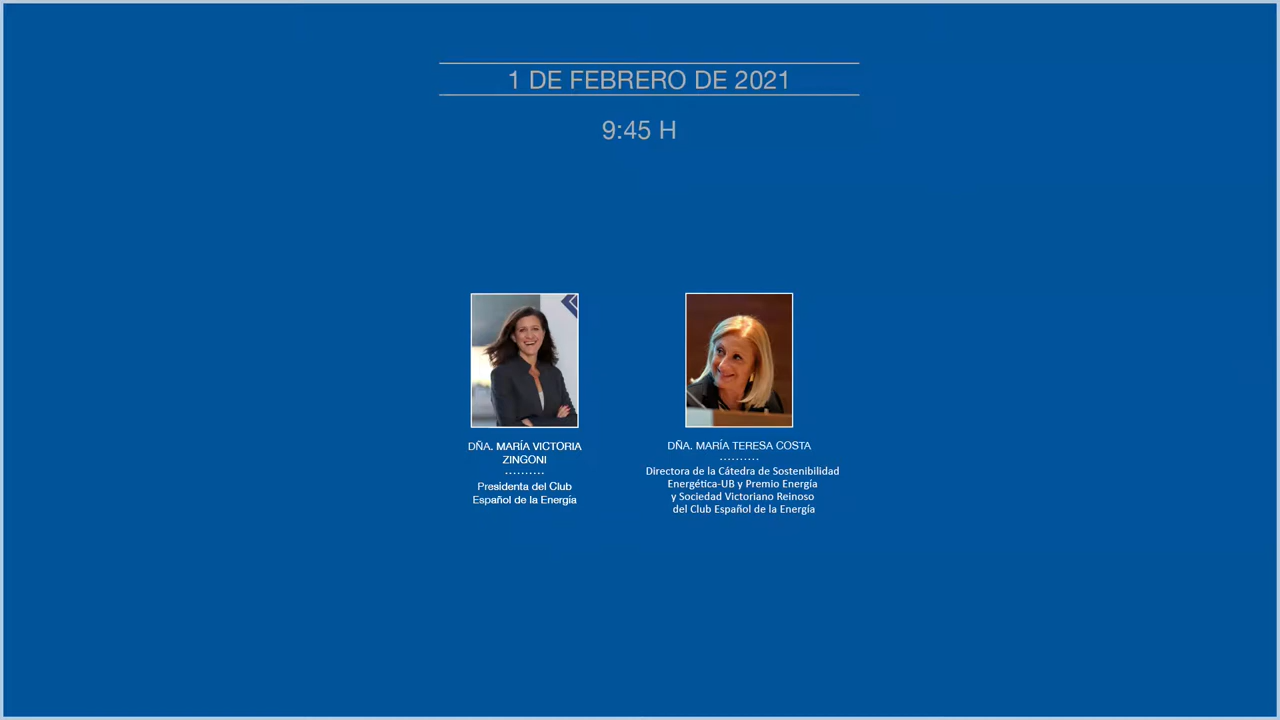 1 DE FEBRERO DE 2021
9:45 H
DÑA. MARÍA VICTORIA
ZINGONI
..........
Presidenta del Club
Español de la Energía
DÑA. MARÍA TERESA COSTA
..........
Directora de la Cátedra de Sostenibilidad
Energética-UB y Premio Energía
y Sociedad Victoriano Reinoso
del Club Español de la Energía